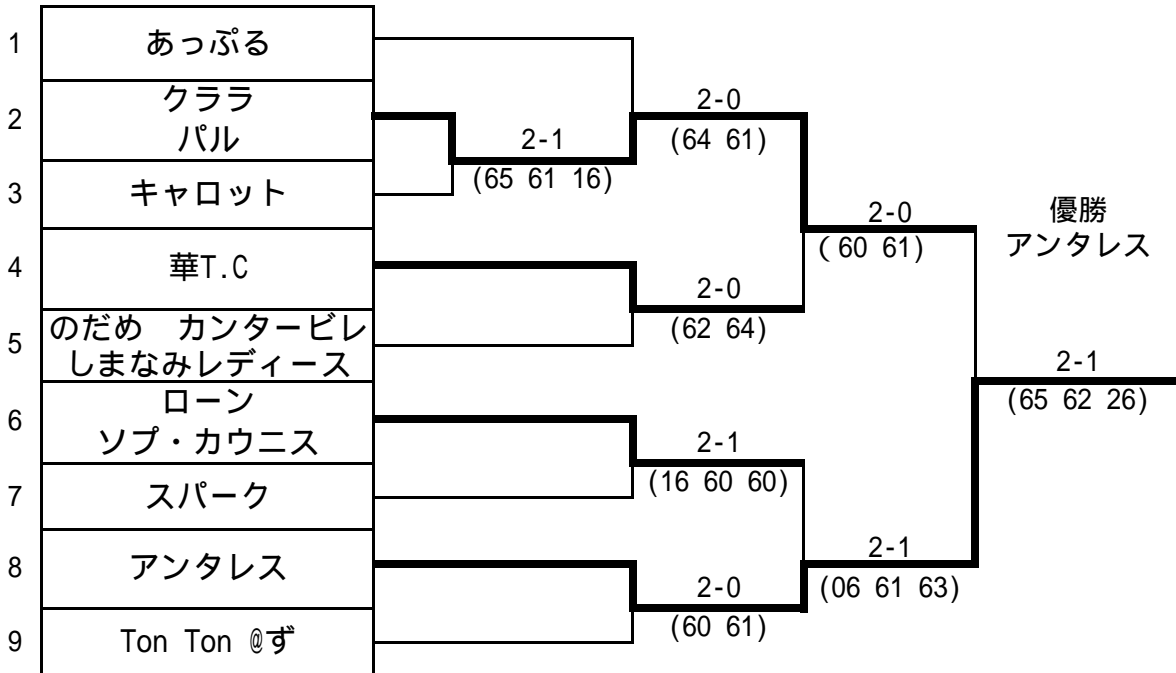 1 あっぷる
2 クララ
パル
3 キャロット
4 華T.C
5 のだめ　カンタービレ
しまなみレディース
6 ローン
ソプ・カウニス
7 スパーク
8 アンタレス
9 Ton Ton @ず
2-1
(65 61 16)
2-0
(64 61)
2-0
(62 64)
2-1
(16 60 60)
2-0
(60 61)
2-0
( 60 61)
2-1
(06 61 63)
優勝
アンタレス
2-1
(65 62 26)